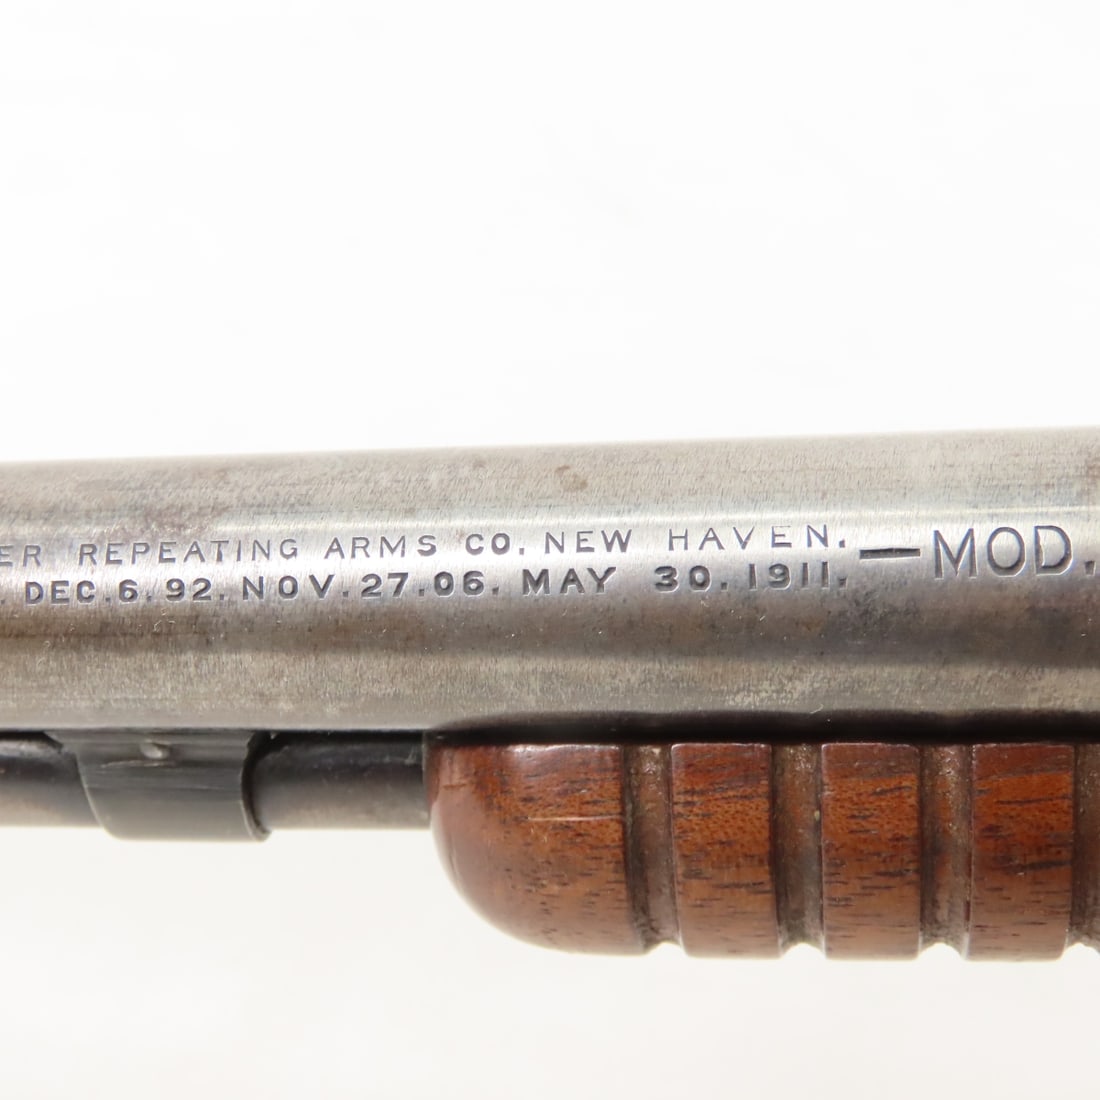 ER REPEATING ARMS CO. NEW HAVEN. —MOD.
. DEC.6.92. NOV.27.06. MAY 30.1911.